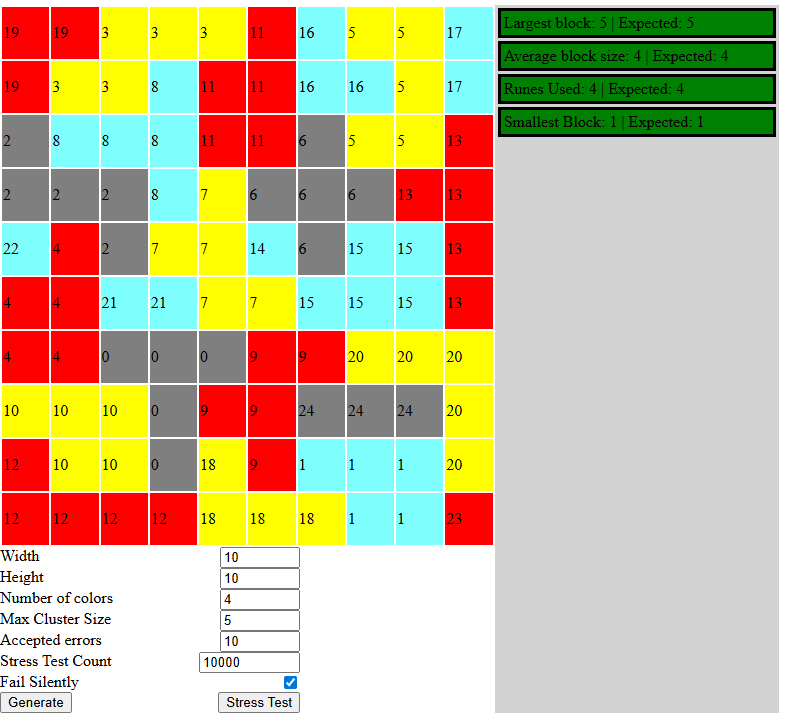 19 19 3 3 3 11 16 5 5 17
19 3 3 8 11 11 16 16 5 17
2 8 8 8 11 11 6 5 5 13
2 2 2 8 7 6 6 6 13 13
22 4 2 7 7 14 6 15 15 13
4 4 21 21 7 7 15 15 15 13
4 4 0 0 0 9 9 20 20 20
10 10 10 0 9 9 24 24 24 20
12 10 10 0 18 9 1 1 1 20
12 12 12 12 18 18 18 1 1 23
Width 10
Height 10
Number of colors 4
Max Cluster Size 5
Accepted errors 10
Stress Test Count 10000
Fail Silently
Generate Stress Test
Largest block: 5 | Expected: 5
Average block size: 4 | Expected: 4
Runes Used: 4 | Expected: 4
Smallest Block: 1 | Expected: 1